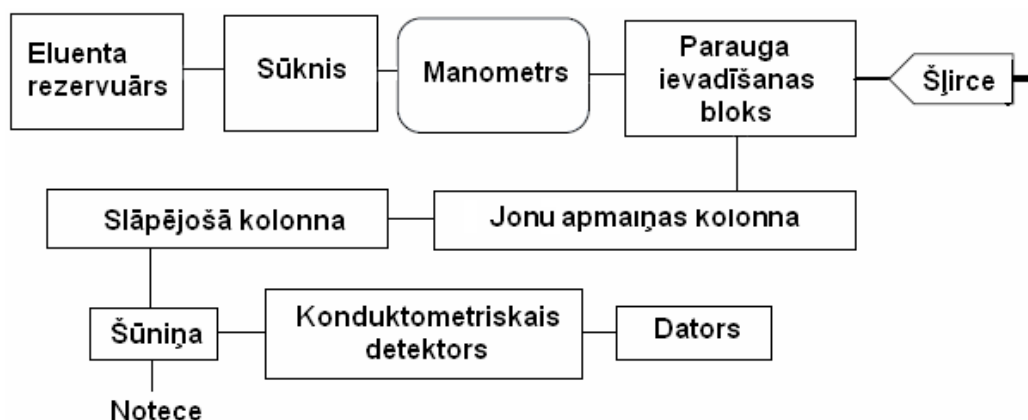 Eluenta
rezervuārs
Sūknis
Manometrs
Parauga
ievadīšanas
bloks
Šļirce
Slāpējošā kolonna
Jonu apmaiņas kolonna
Šūniņa
Konduktometriskais
detektors
Dators
Notece